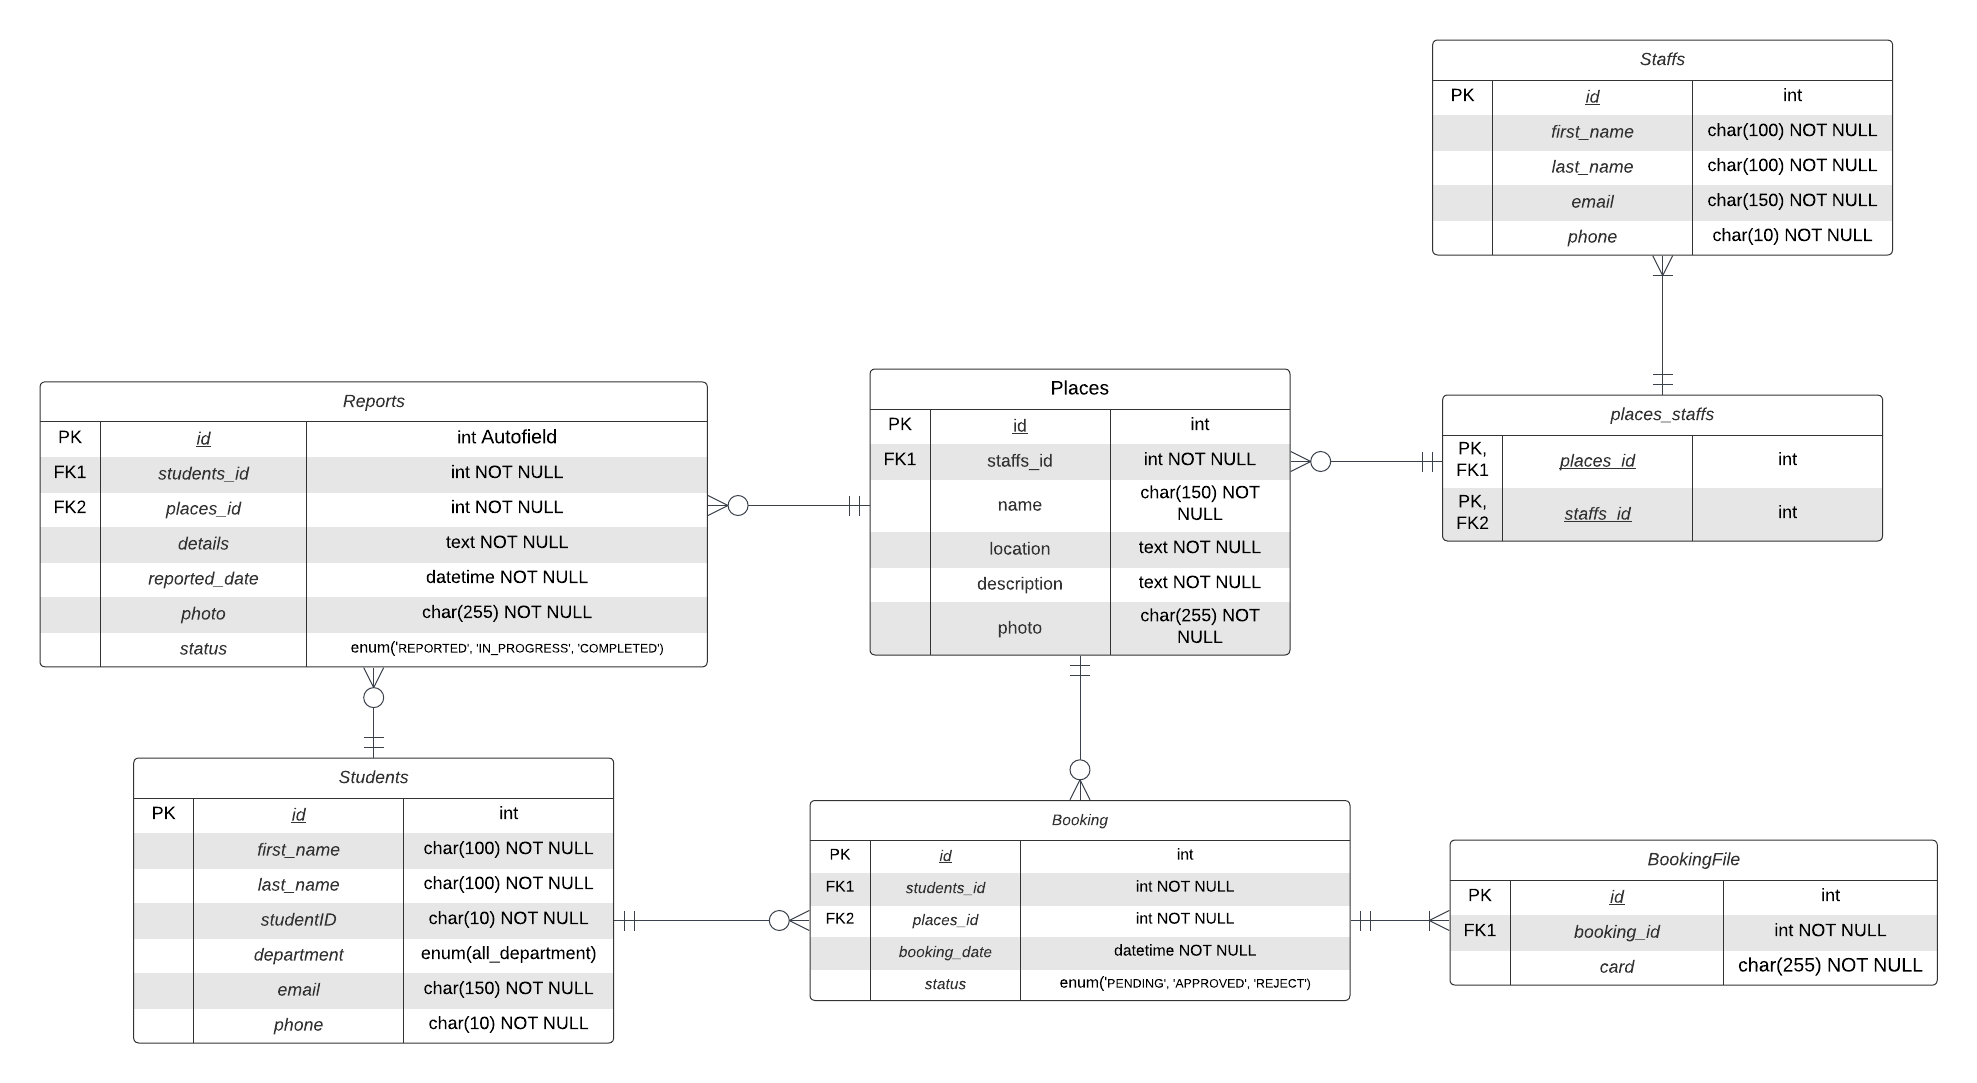 Staffs
PK id int
first_name char(100) NOT NULL
last_name char(100) NOT NULL
email char(150) NOT NULL
phone char(10) NOT NULL
Reports
PK id int Autofield
FK1 students_id int NOT NULL
FK2 places_id int NOT NULL
details text NOT NULL
reported_date datetime NOT NULL
photo char(255) NOT NULL
status enum('REPORTED', 'IN_PROGRESS', 'COMPLETED')
Places
PK id int
FK1 staffs_id int NOT NULL
name char(150) NOT
NULL
location text NOT NULL
description text NOT NULL
photo char(255) NOT
NULL
places_staffs
PK,
FK1 places_id int
PK,
FK2 staffs_id int
Students
PK id int
first_name char(100) NOT NULL
last_name char(100) NOT NULL
studentID char(10) NOT NULL
department enum(all_department)
email char(150) NOT NULL
phone char(10) NOT NULL
Booking
PK id int
FK1 students_id int NOT NULL
FK2 places_id int NOT NULL
booking_date datetime NOT NULL
status enum('PENDING', 'APPROVED', 'REJECT')
BookingFile
PK id int
FK1 booking_id int NOT NULL
card char(255) NOT NULL